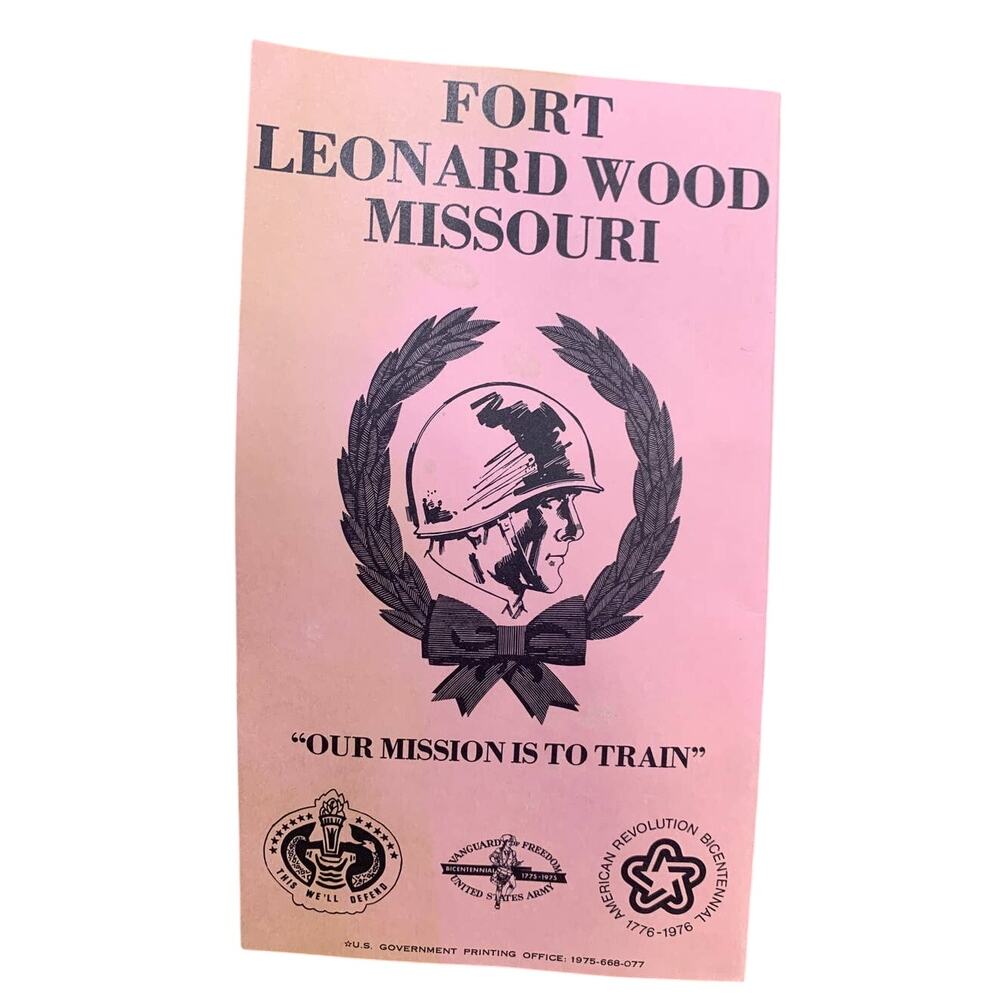 FORT
LEONARD WOOD
MISSOURI
“OUR MISSION IS TO TRAIN”
THIS WE'LL DEFEND
VANGUARD OF FREEDOM
BICENTENNIAL 1775-1975
UNITED STATES ARMY
AMERICAN REVOLUTION BICENTENNIAL
1776-1976
☆U.S. GOVERNMENT PRINTING OFFICE: 1975-668-077